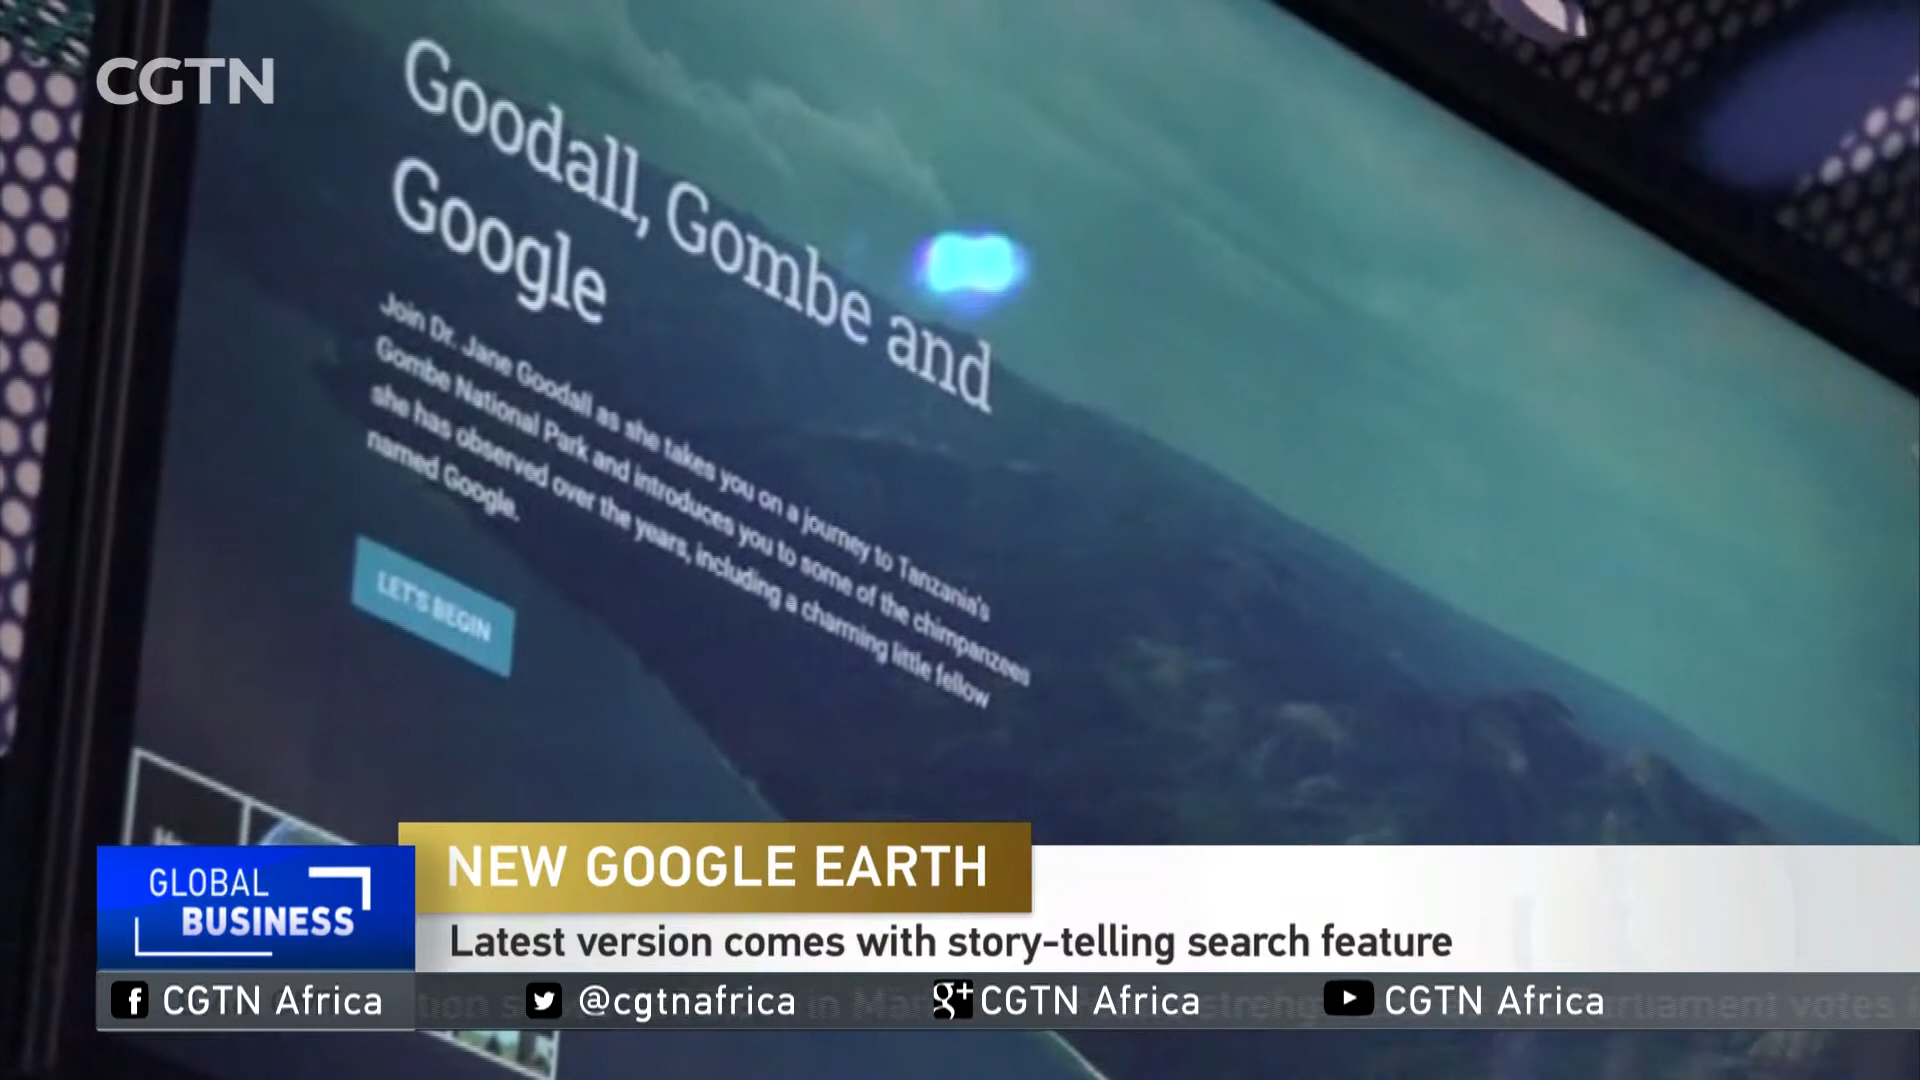 CGTN
Goodall, Gombe and
Google
Join Dr. Jane Goodall as she takes you on a journey to Tanzania's
Gombe National Park and introduces you to some of the chimpanzees
she has observed over the years, including a charming little fellow
named Google.
LET'S BEGIN
NEW GOOGLE EARTH
GLOBAL
BUSINESS
Latest version comes with story-telling search feature
CGTN Africa @cgtnafrica g+ CGTN Africa CGTN Africa